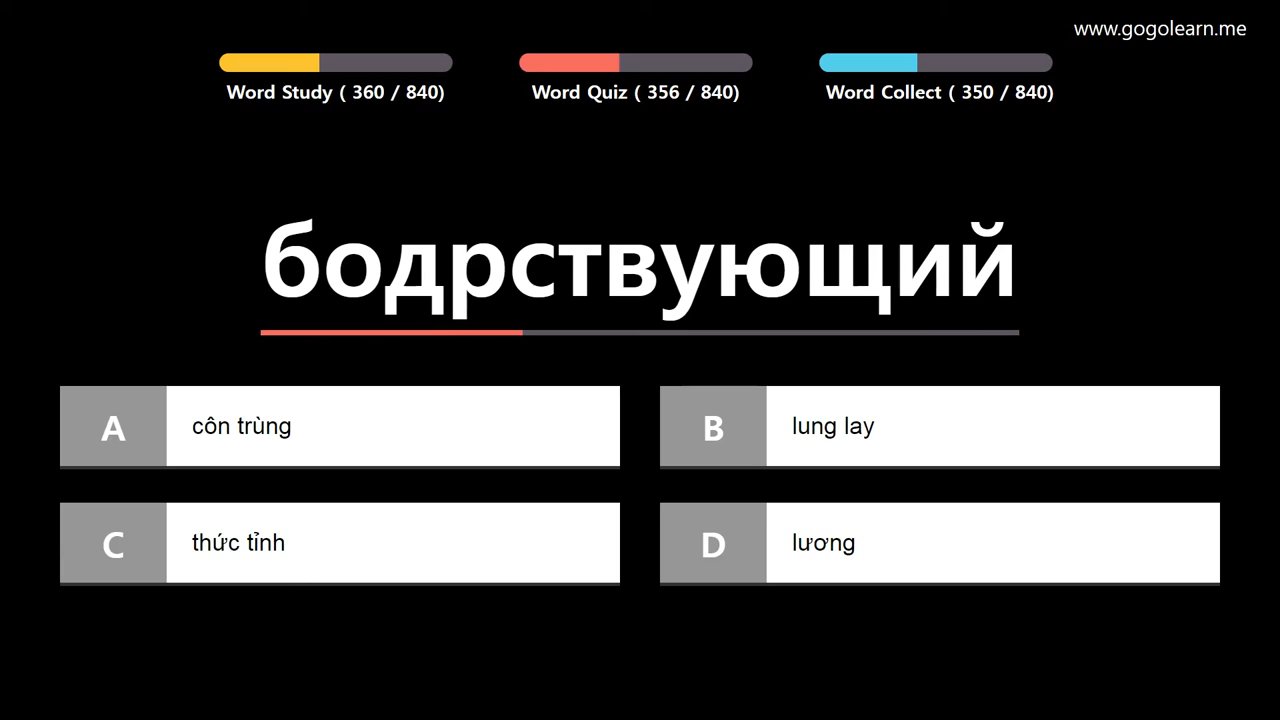 www.gogolearn.me
Word Study ( 360 / 840)
Word Quiz ( 356 / 840)
Word Collect ( 350 / 840)
бодрствующий
A
côn trùng
B
lung lay
C
thức tỉnh
D
lương